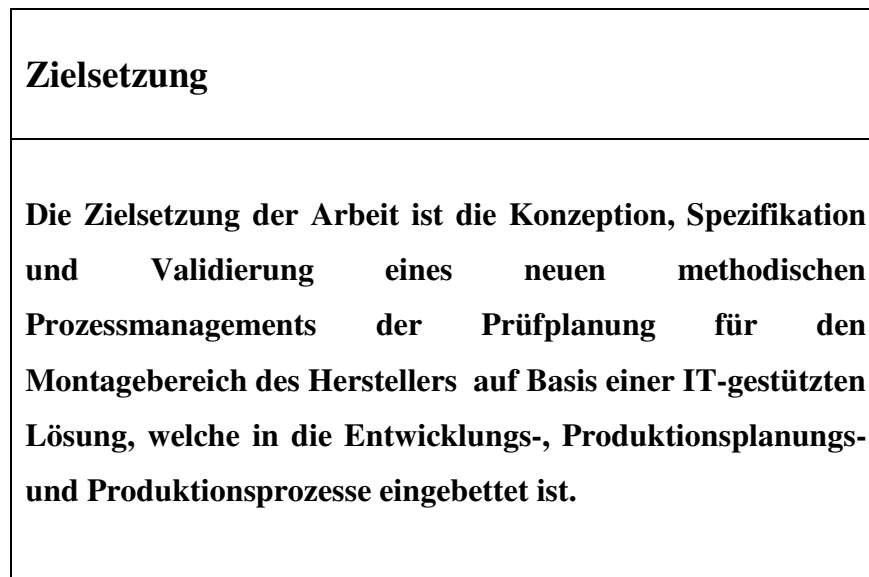 Zielsetzung
Die Zielsetzung der Arbeit ist die Konzeption, Spezifikation
und Validierung eines neuen methodischen
Prozessmanagements der Prüfplanung für den
Montagebereich des Herstellers auf Basis einer IT-gestützten
Lösung, welche in die Entwicklungs-, Produktionsplanungs-
und Produktionsprozesse eingebettet ist.